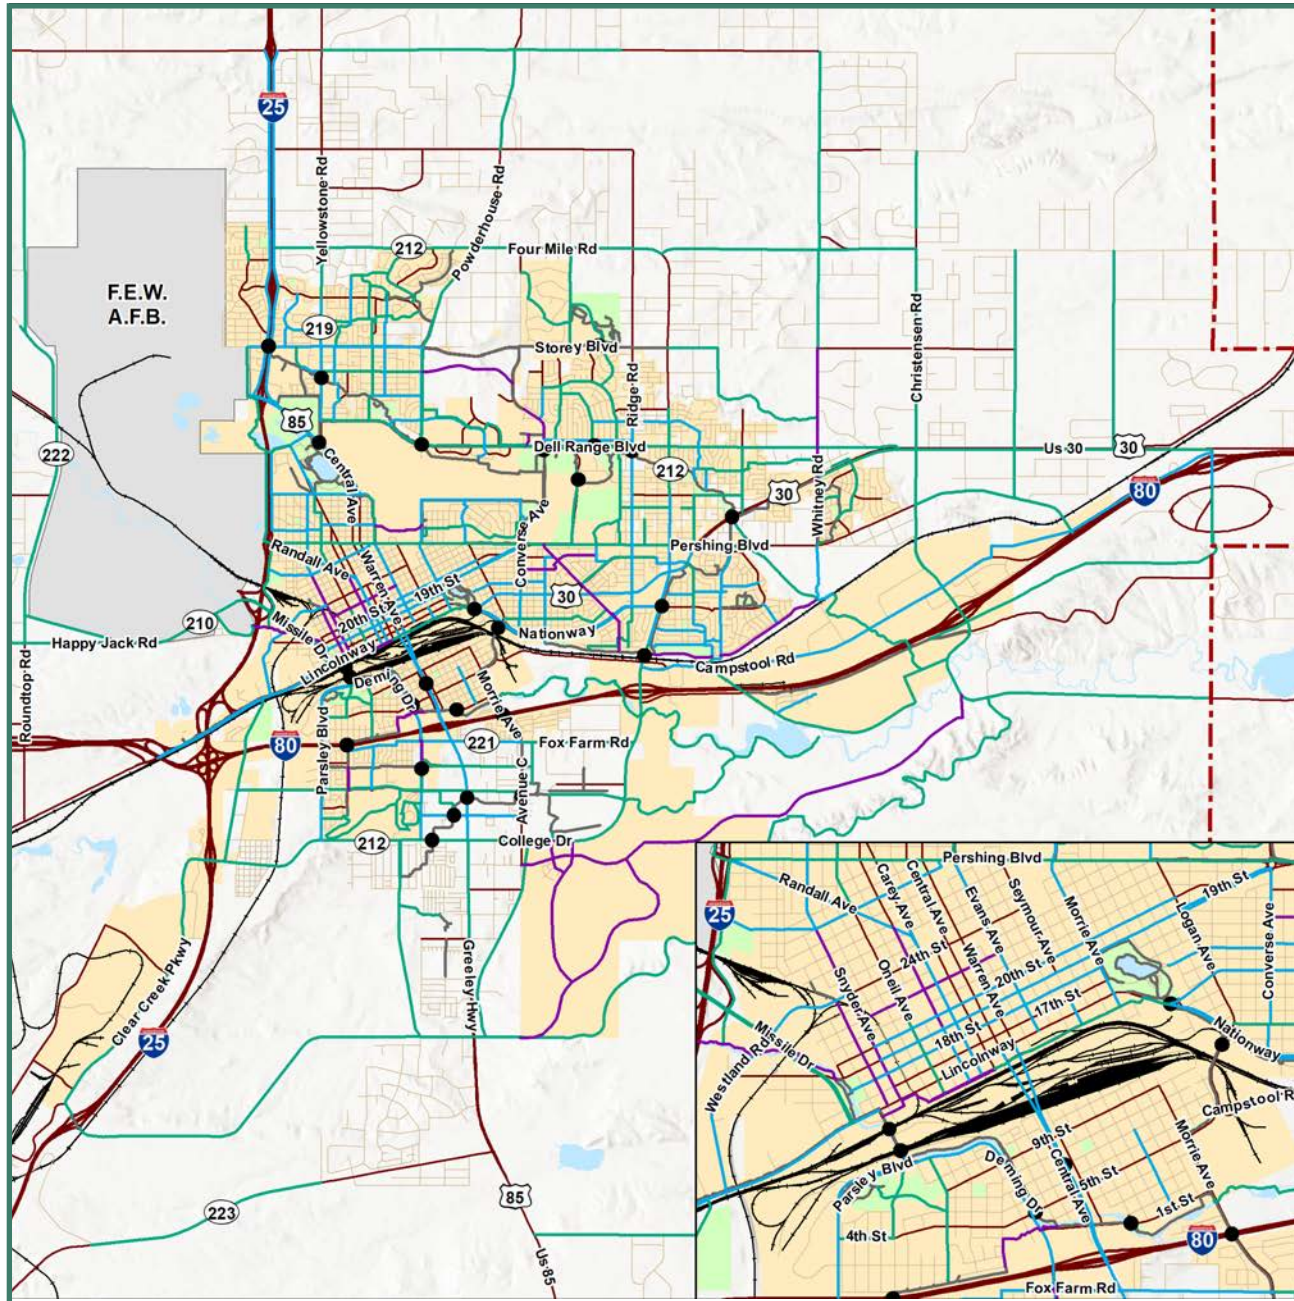 25
Yellowstone Rd
Powderhouse Rd
212
Four Mile Rd
F.E.W.
A.F.B.
219
Storey Blvd
Ridge Rd
Christensen Rd
85
222
Central Ave
Dell Range Blvd
212
Us 30
30
30
80
Whitney Rd
Converse Ave
Pershing Blvd
Randall Ave
Warren Ave
19th St
20th St
30
210
Happy Jack Rd
Missile Dr
Lincolnway
Nationway
Campstool Rd
Deming Dr
Morrie Ave
Roundtop Rd
Parsley Blvd
80
221
Fox Farm Rd
Avenue C
212
College Dr
Greeley Hwy
Clear Creek Pkwy
25
223
85
Us 85
Pershing Blvd
25
Randall Ave
Carey Ave
Central Ave
Evans Ave
Seymour Ave
Morrie Ave
Logan Ave
19th St
Converse Ave
24th St
20th St
Snyder Ave
Oneil Ave
Warren Ave
17th St
18th St
Lincolnway
Missile Dr
Westland Rd
Nationway
Campstool R
9th St
Parsley Blvd
Deming Dr
Central Ave
5th St
Morrie Ave
1st St
4th St
80
Fox Farm Rd